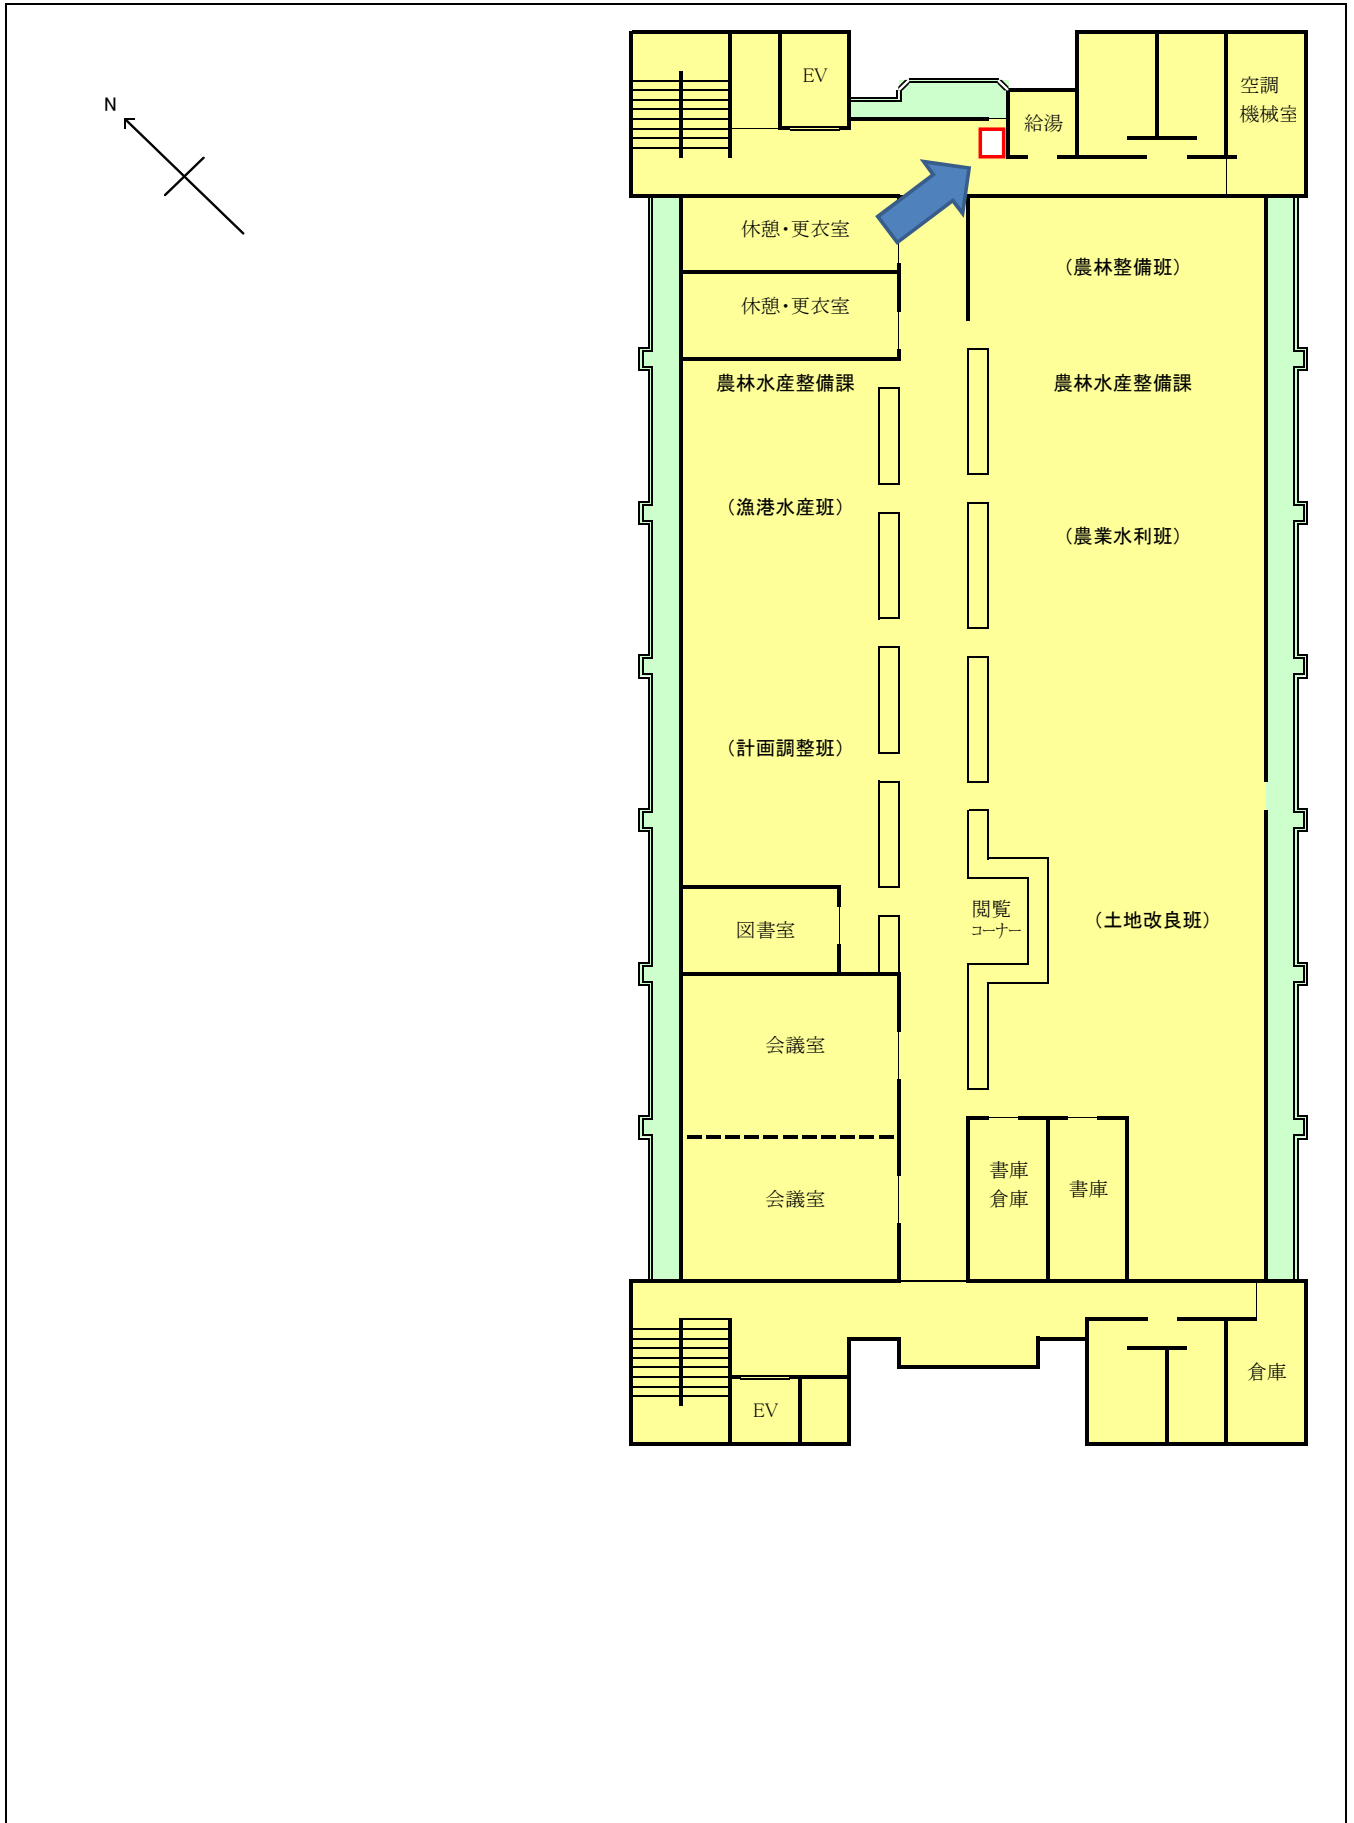 EV
空調
機械室
給湯
N
休憩・更衣室
(農林整備班)
休憩・更衣室
農林水産整備課
農林水産整備課
(漁港水産班)
(農業水利班)
(計画調整班)
閲覧
コーナー
(土地改良班)
図書室
会議室
書庫
倉庫
書庫
会議室
倉庫
EV